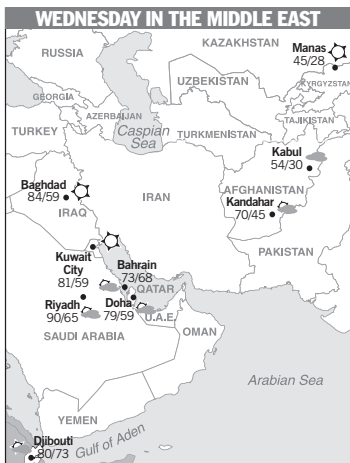 WEDNESDAY IN THE MIDDLE EAST
KAZAKHSTAN
Manas
45/28
RUSSIA
UZBEKISTAN
KYRGYZSTAN
GEORGIA
AZERBAIJAN
TAJIKISTAN
TURKEY
Caspian
Sea
TURKMENISTAN
Kabul
54/30
Baghdad
84/59
IRAQ
IRAN
AFGHANISTAN
Kandahar
70/45
PAKISTAN
Kuwait
City
81/59
Bahrain
73/68
QATAR
Riyadh
90/65
Doha
79/59
U.A.E.
SAUDI ARABIA
OMAN
Arabian Sea
YEMEN
Djibouti
80/73
Gulf of Aden